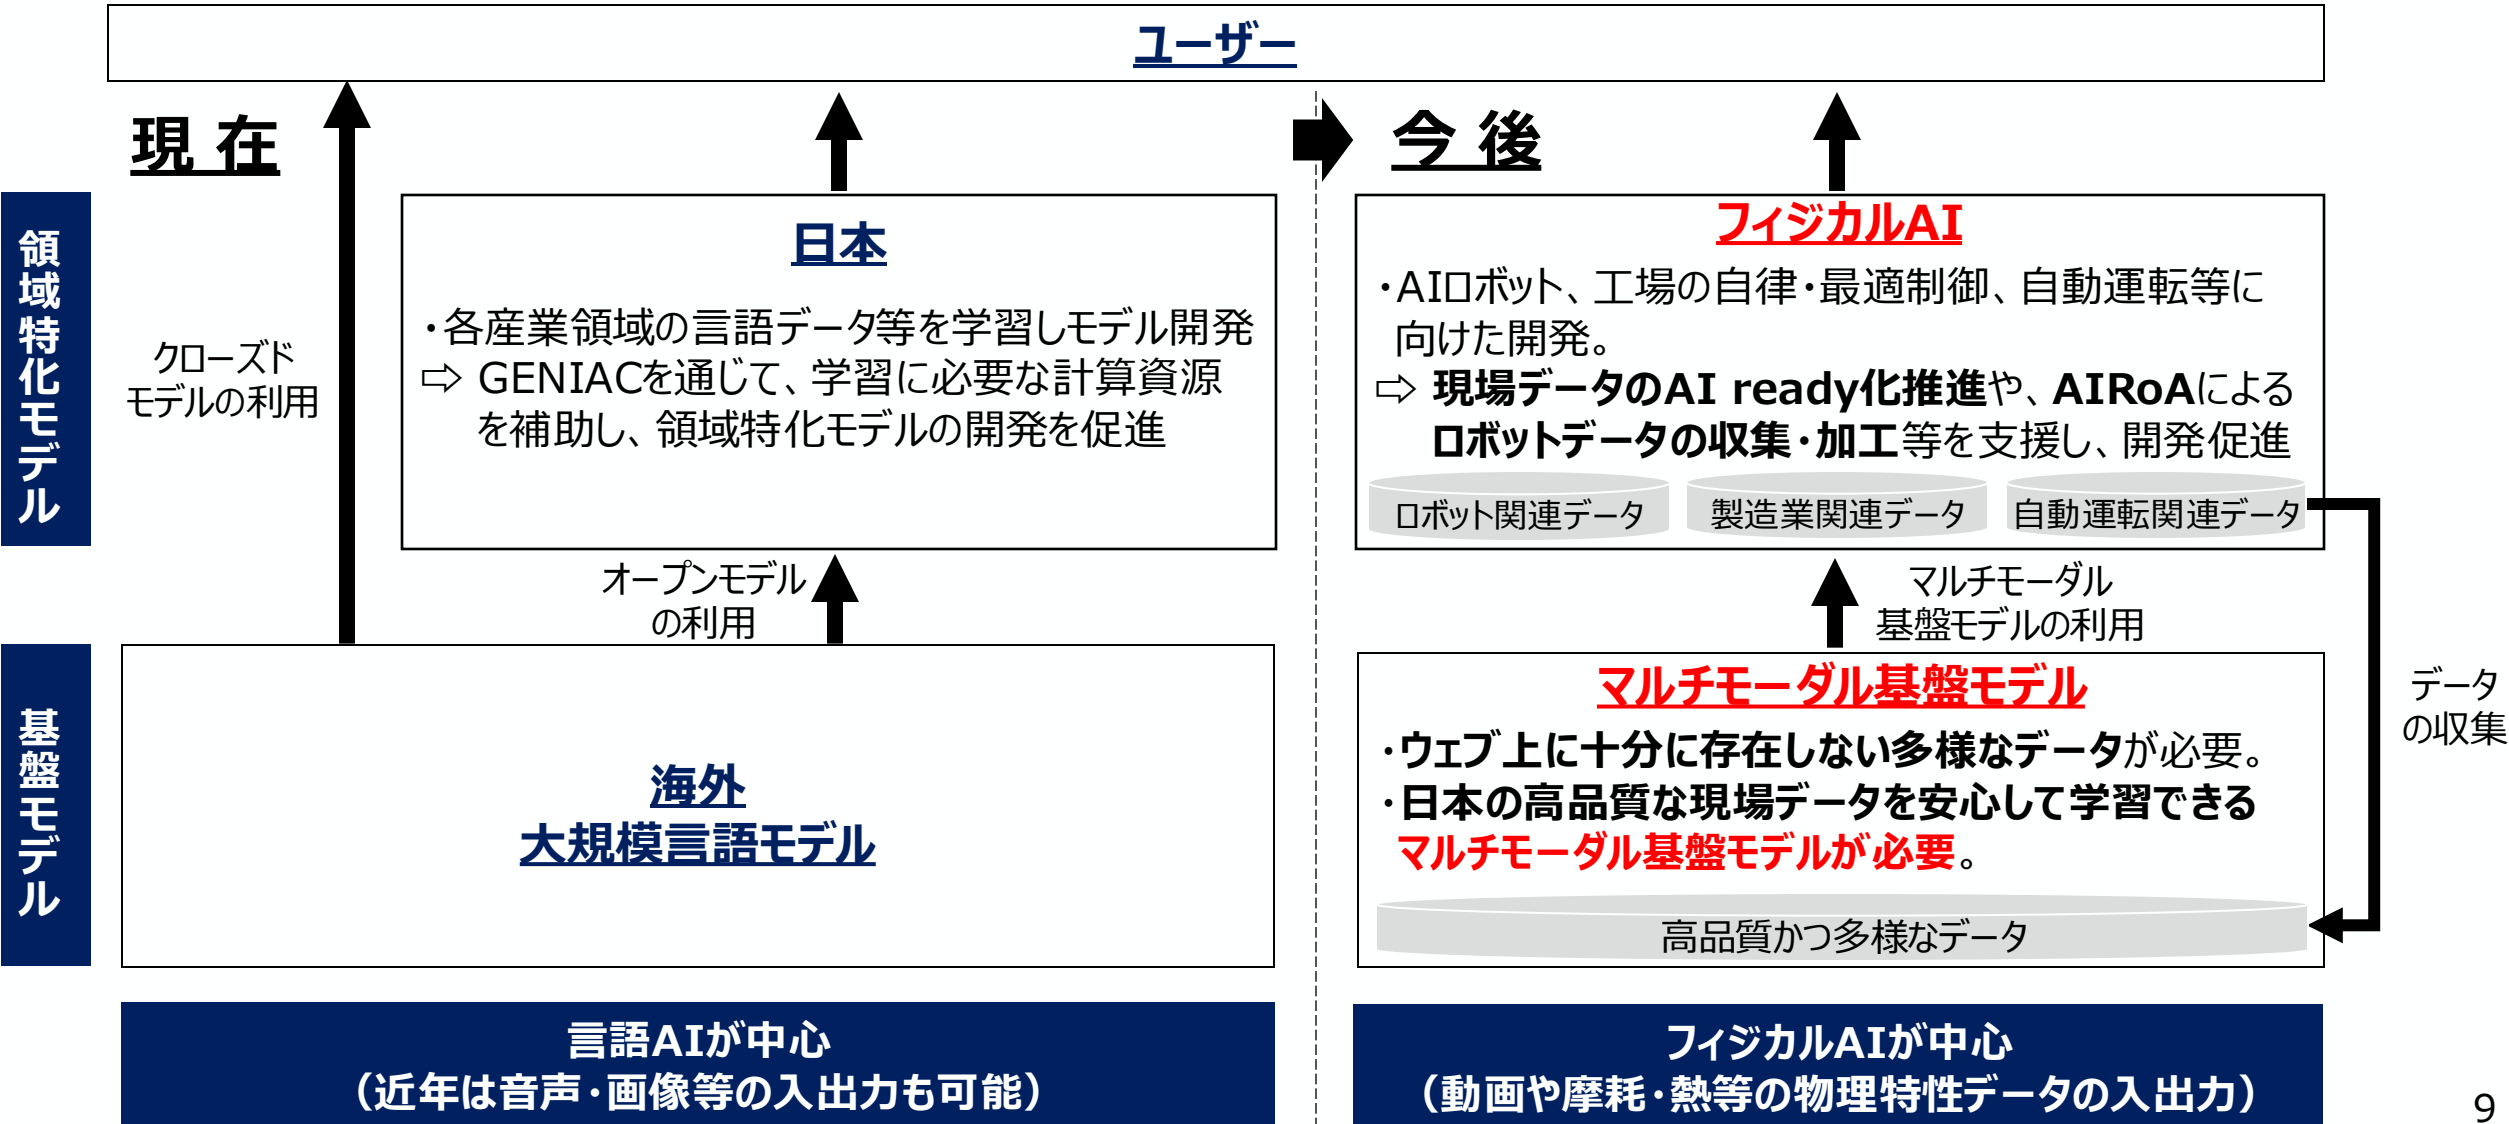 ユーザー
現 在
領域特化モデル
クローズド
モデルの利用
日本
・各産業領域の言語データ等を学習しモデル開発
⇨ GENIACを通じて、学習に必要な計算資源
を補助し、領域特化モデルの開発を促進
オープンモデル
の利用
基盤モデル
海外
大規模言語モデル
言語AIが中心
（近年は音声・画像等の入出力も可能）
今 後
フィジカルAI
・AIロボット、工場の自律・最適制御、自動運転等に
向けた開発。
⇨ 現場データのAI ready化推進や、AIRoAによる
ロボットデータの収集・加工等を支援し、開発促進
ロボット関連データ
製造業関連データ
自動運転関連データ
マルチモーダル
基盤モデルの利用
データ
の収集
マルチモーダル基盤モデル
・ウェブ上に十分に存在しない多様なデータが必要。
・日本の高品質な現場データを安心して学習できる
マルチモーダル基盤モデルが必要。
高品質かつ多様なデータ
フィジカルAIが中心
（動画や摩耗・熱等の物理特性データの入出力）
9